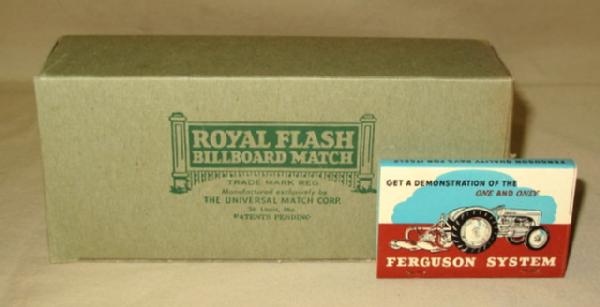 ROYAL FLASH
BILLBOARD MATCH
TRADE MARK REG.
Manufactured exclusively by
THE UNIVERSAL MATCH CORP.
St. Louis, Mo.
PATENTS PENDING
GET A DEMONSTRATION OF THE
ONE AND ONLY
FERGUSON SYSTEM